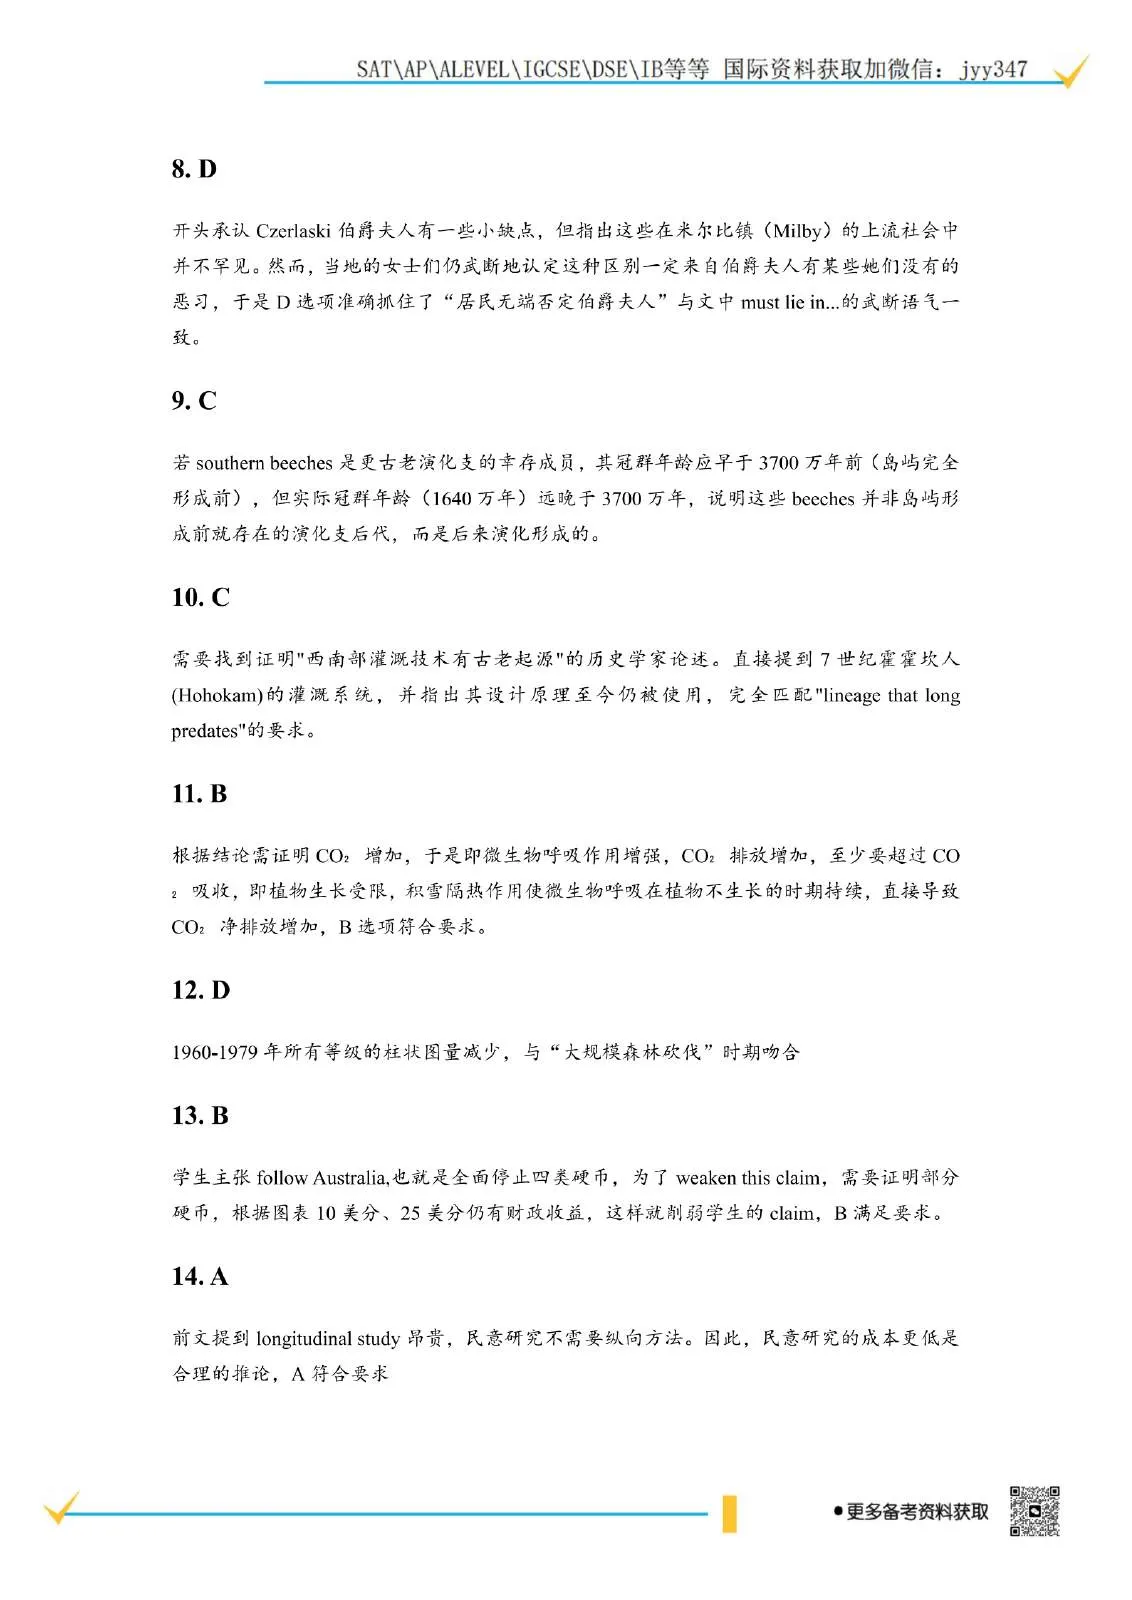 SAT\AP\ALEVEL\IGCSE\DSE\IB等等 国际资料获取加微信：jyy347
8. D
开头承认 Czerlaski 伯爵夫人有一些小缺点，但指出这些在米尔比镇（Milby）的上流社会中
并不罕见。然而，当地的女士们仍武断地认定这种区别一定来自伯爵夫人有某些她们没有的
恶习，于是 D 选项准确抓住了“居民无端否定伯爵夫人”与文中 must lie in...的武断语气一
致。
9. C
若 southern beeches 是更古老演化支的幸存成员，其冠群年龄应早于 3700 万年前（岛屿完全
形成前），但实际冠群年龄（1640 万年）远晚于 3700 万年，说明这些 beeches 并非岛屿形
成前就存在的演化支后代，而是后来演化形成的。
10. C
需要找到证明"西南部灌溉技术有古老起源"的历史学家论述。直接提到 7 世纪霍霍坎人
(Hohokam)的灌溉系统，并指出其设计原理至今仍被使用，完全匹配"lineage that long
predates"的要求。
11. B
根据结论需证明 CO₂ 增加，于是即微生物呼吸作用增强，CO₂ 排放增加，至少要超过 CO
₂ 吸收，即植物生长受限，积雪隔热作用使微生物呼吸在植物不生长的时期持续，直接导致
CO₂ 净排放增加，B 选项符合要求。
12. D
1960-1979 年所有等级的柱状图量减少，与“大规模森林砍伐”时期吻合
13. B
学生主张 follow Australia,也就是全面停止四类硬币，为了 weaken this claim，需要证明部分
硬币，根据图表 10 美分、25 美分仍有财政收益，这样就削弱学生的 claim，B 满足要求。
14. A
前文提到 longitudinal study 昂贵，民意研究不需要纵向方法。因此，民意研究的成本更低是
合理的推论，A 符合要求
•更多备考资料获取